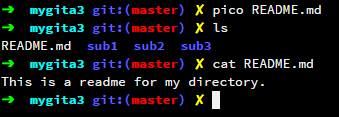 ➜ mygita3 git:(master) ✗ pico README.md
➜ mygita3 git:(master) ✗ ls
README.md sub1 sub2 sub3
➜ mygita3 git:(master) ✗ cat README.md
This is a readme for my directory.
➜ mygita3 git:(master) ✗